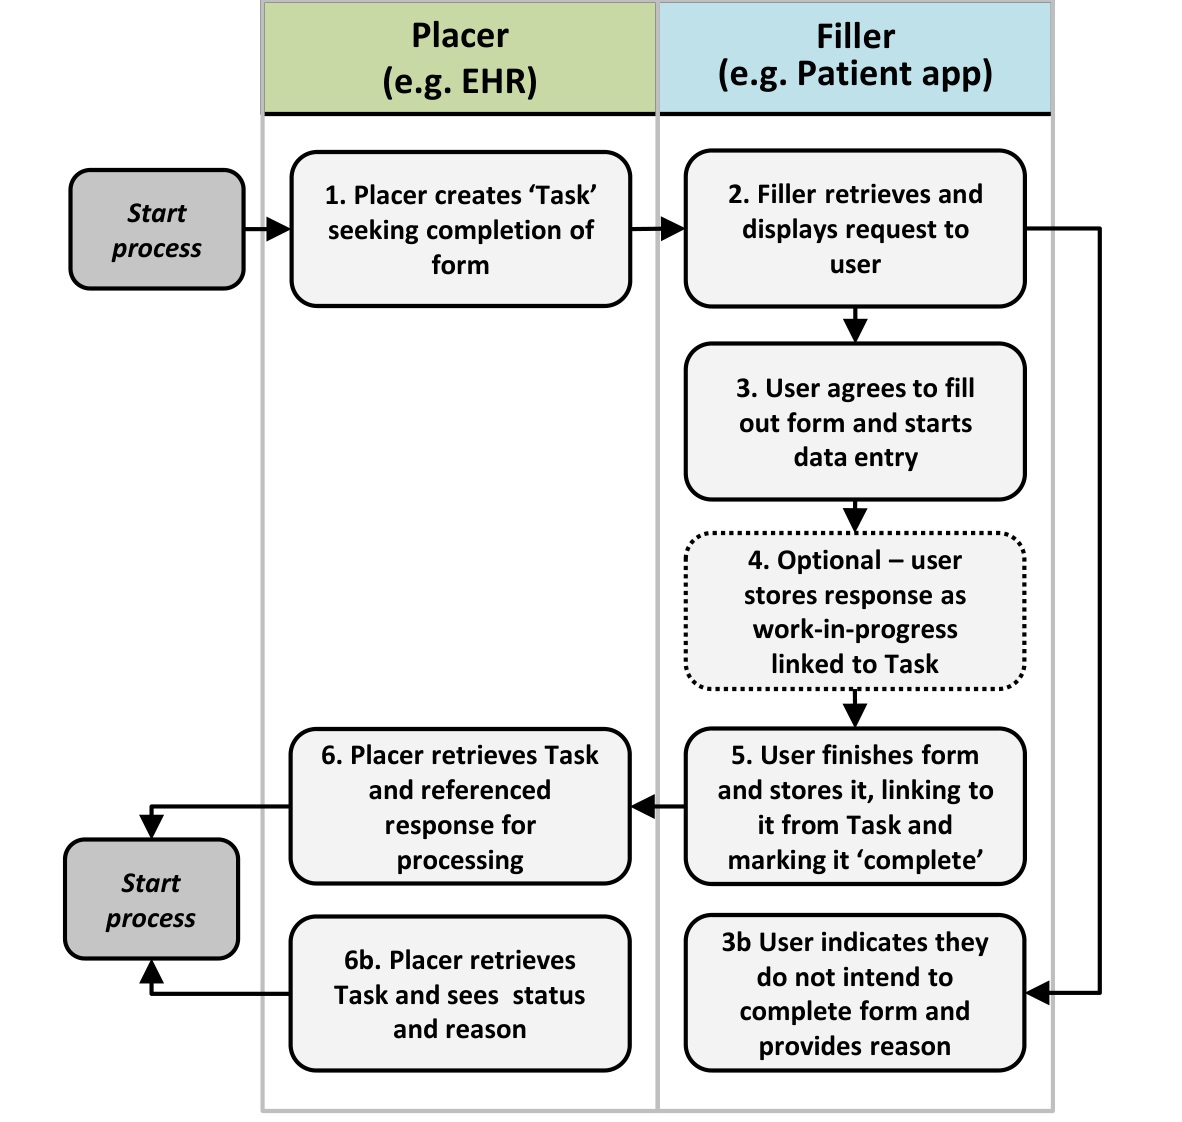 Placer
(e.g. EHR)
Filler
(e.g. Patient app)
Start
process
1. Placer creates ‘Task’
seeking completion of
form
2. Filler retrieves and
displays request to
user
3. User agrees to fill
out form and starts
data entry
4. Optional – user
stores response as
work-in-progress
linked to Task
5. User finishes form
and stores it, linking to
it from Task and
marking it ‘complete’
6. Placer retrieves Task
and referenced
response for
processing
Start
process
6b. Placer retrieves
Task and sees  status
and reason
3b User indicates they
do not intend to
complete form and
provides reason